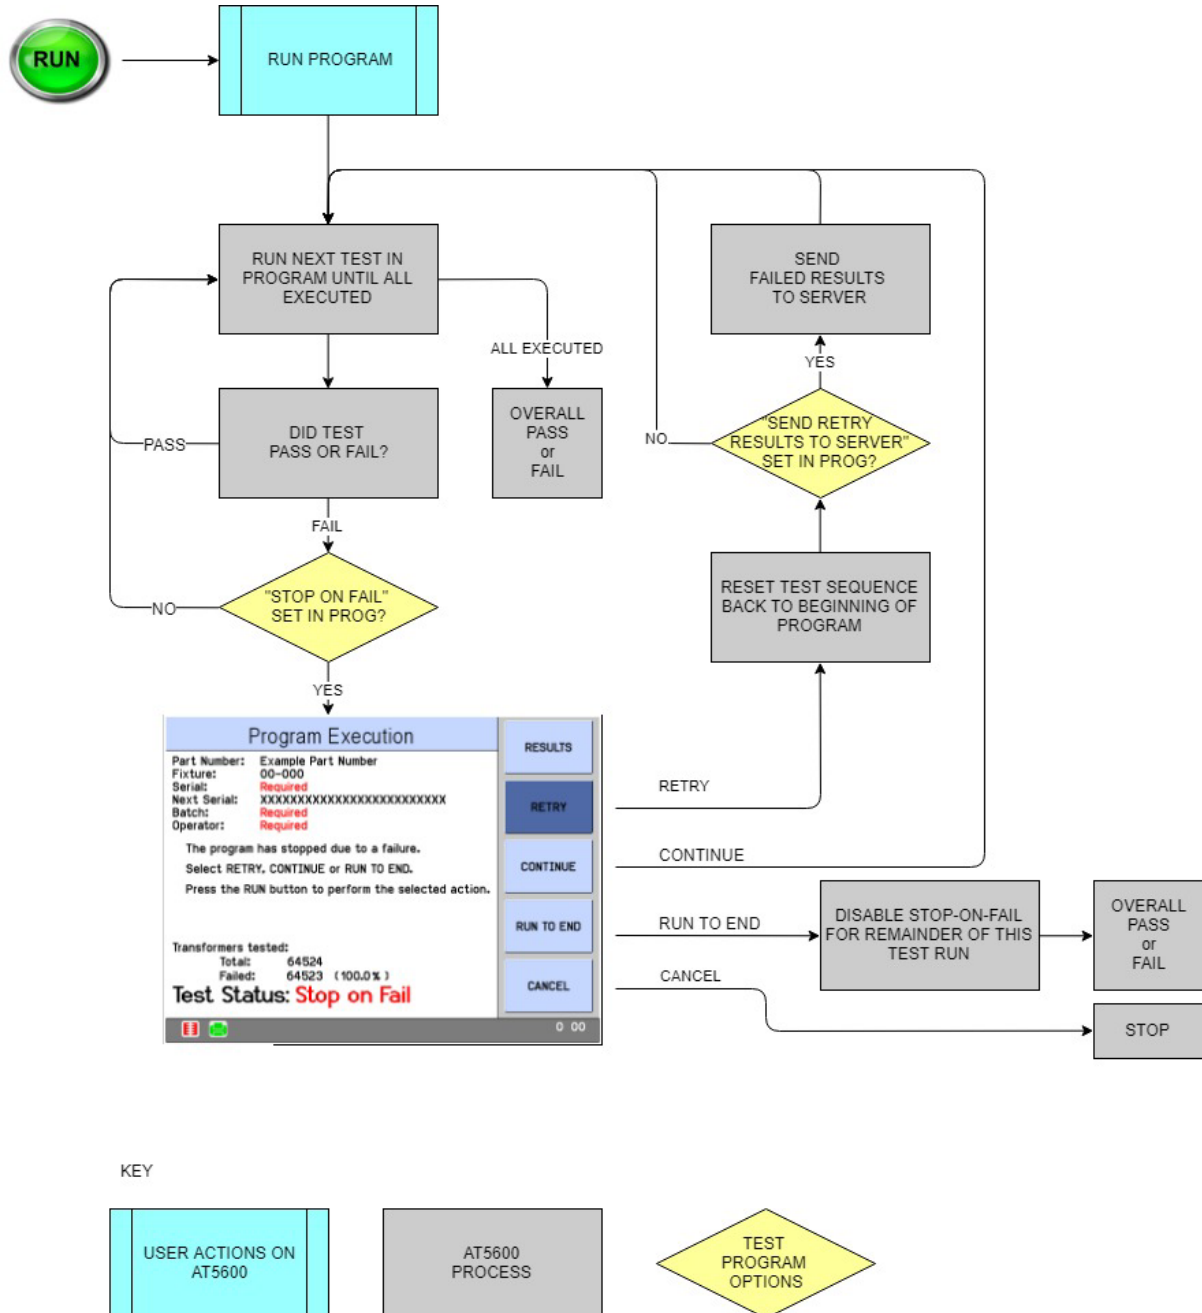 RUN
RUN PROGRAM
RUN NEXT TEST IN
PROGRAM UNTIL ALL
EXECUTED
SEND
FAILED RESULTS
TO SERVER
ALL EXECUTED
YES
DID TEST
PASS OR FAIL?
PASS
OVERALL
PASS
or
FAIL
"SEND RETRY
RESULTS TO SERVER"
SET IN PROG?
NO
FAIL
"STOP ON FAIL"
SET IN PROG?
NO
RESET TEST SEQUENCE
BACK TO BEGINNING OF
PROGRAM
YES
Program Execution
Part Number: Example Part Number
Fixture: 00-000
Serial: Required
Next Serial: XXXXXXXXXXXXXXXXXXXXXXXXX
Batch: Required
Operator: Required
The program has stopped due to a failure.
Select RETRY, CONTINUE or RUN TO END.
Press the RUN button to perform the selected action.
Transformers tested:
Total: 64524
Failed: 64523 (100.0%)
Test Status: Stop on Fail
0 00
RESULTS
RETRY
CONTINUE
RUN TO END
CANCEL
RETRY
CONTINUE
RUN TO END
CANCEL
DISABLE STOP-ON-FAIL
FOR REMAINDER OF THIS
TEST RUN
OVERALL
PASS
or
FAIL
STOP
KEY
USER ACTIONS ON
AT5600
AT5600
PROCESS
TEST
PROGRAM
OPTIONS